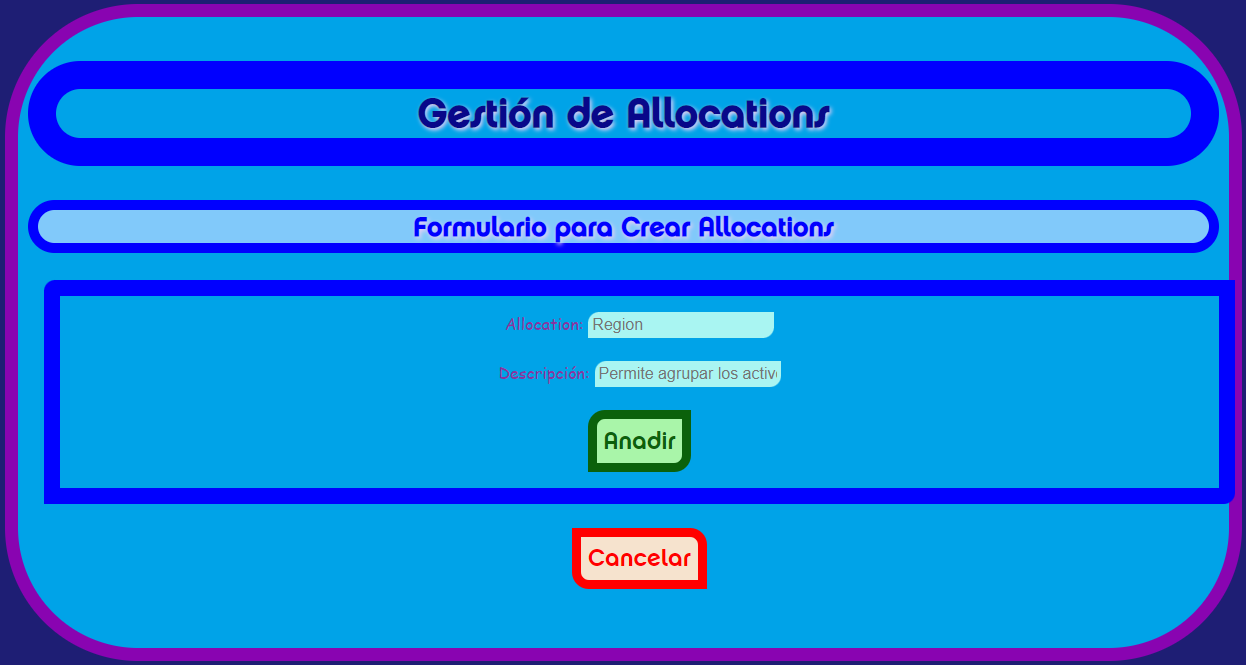 Gestión de Allocations
Formulario para Crear Allocations
Allocation: Region
Descripción: Permite agrupar los activ
Anadir
Cancelar